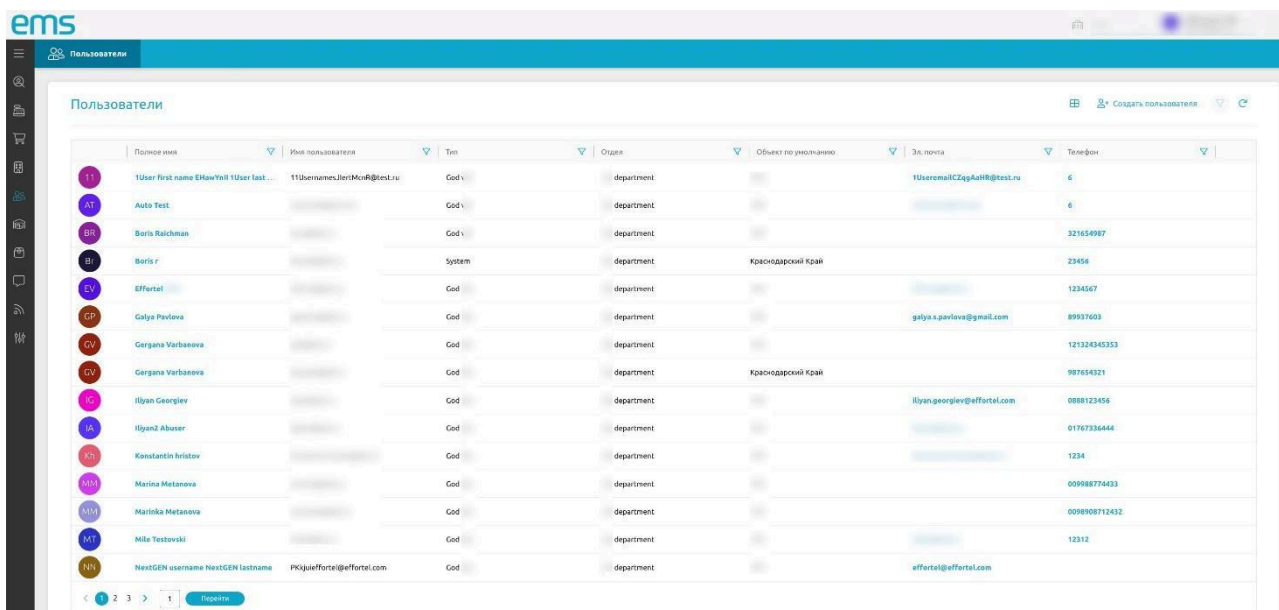 ems
Пользователи
Пользователи
Создать пользователя
Полное имя Имя пользователя Тип Отдел Объект по умолчанию Эл. почта Телефон
11 1User first name EHawYnil 1User last ... 11UsernamesJlertMcnR@test.ru God department 1UseremailCZqgAaHR@test.ru 6
AT Auto Test God department 6
BR Boris Raichman God department 321654987
Br Boris r System department Краснодарский Край 23456
EV Effortel God department 1234567
GP Galya Pavlova God department galya.s.pavlova@gmail.com 89937603
GV Gergana Varbanova God department 121324345353
GV Gergana Varbanova God department Краснодарский Край 987654321
IG Iliyan Georgiev God department iliyan.georgiev@effortel.com 0888123456
IA Iliyan2 Abuser God department 01767336444
Kh Konstantin hristov God department 1234
MM Marina Metanova God department 009988774433
MM Marinka Metanova God department 0098908712432
MT Mile Testovski God department 12312
NN NextGEN username NextGEN lastname PKkjuieffortel@effortel.com God department effortel@effortel.com
1 2 3 1 Перейти